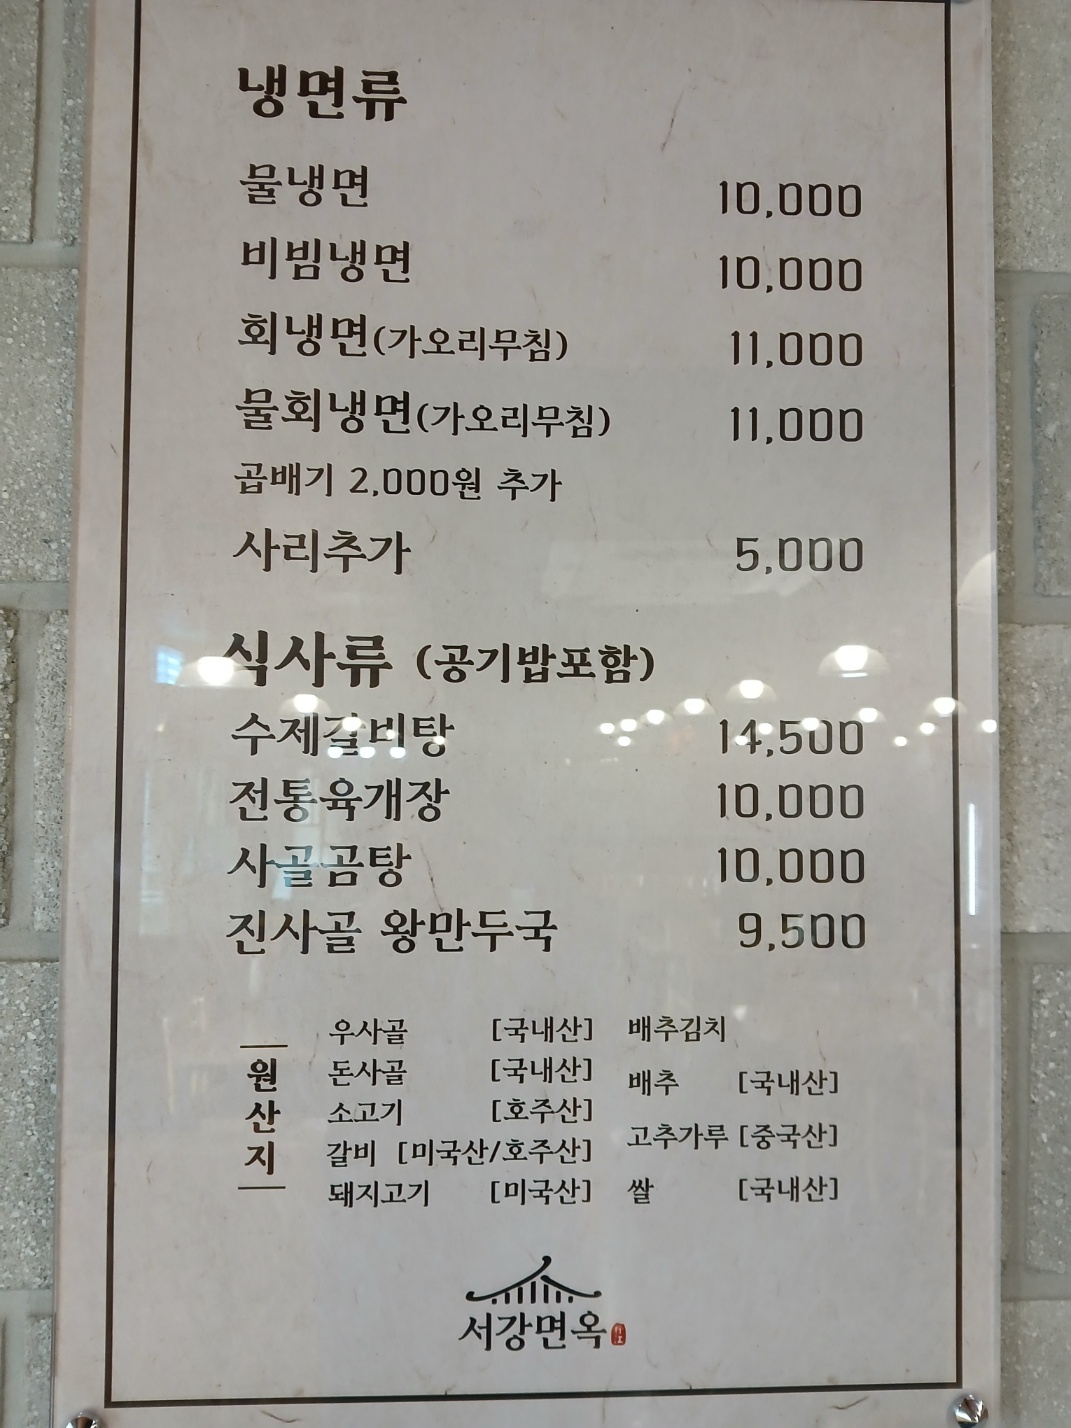 냉면류
물냉면 10,000
비빔냉면 10,000
회냉면(가오리무침) 11,000
물회냉면(가오리무침) 11,000
곱배기 2,000원 추가
사리추가 5,000
식사류 (공기밥포함)
수제갈비탕 14,500
전통육개장 10,000
사골곰탕 10,000
진사골 왕만두국 9,500
원산지
우사골 [국내산]
돈사골 [국내산]
소고기 [호주산]
갈비 [미국산/호주산]
돼지고기 [미국산]
배추김치
배추 [국내산]
고추가루 [중국산]
쌀 [국내산]
서강면옥